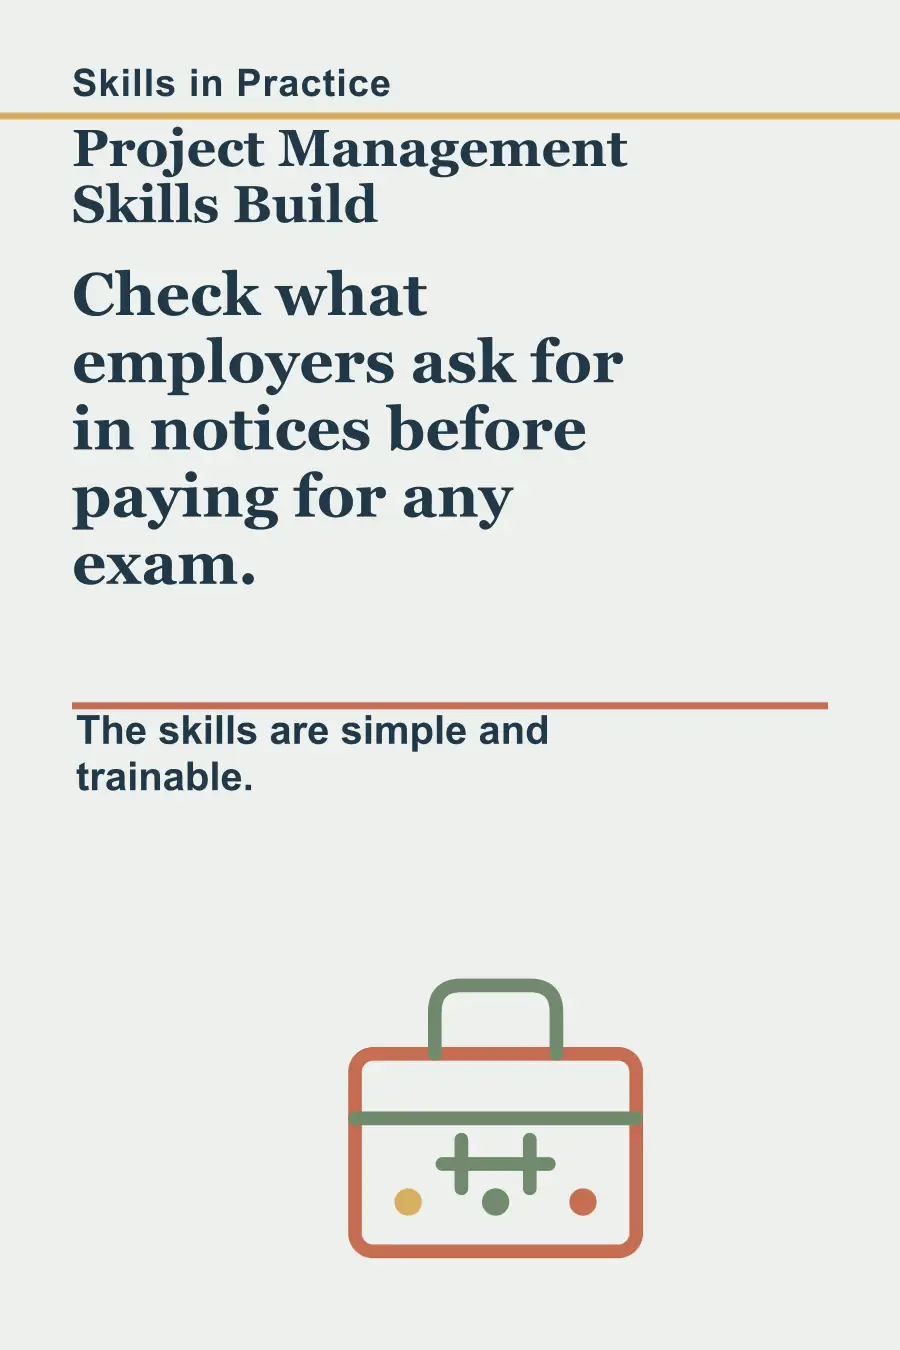 Skills in Practice
Project Management
Skills Build
Check what
employers ask for
in notices before
paying for any
exam.
The skills are simple and
trainable.